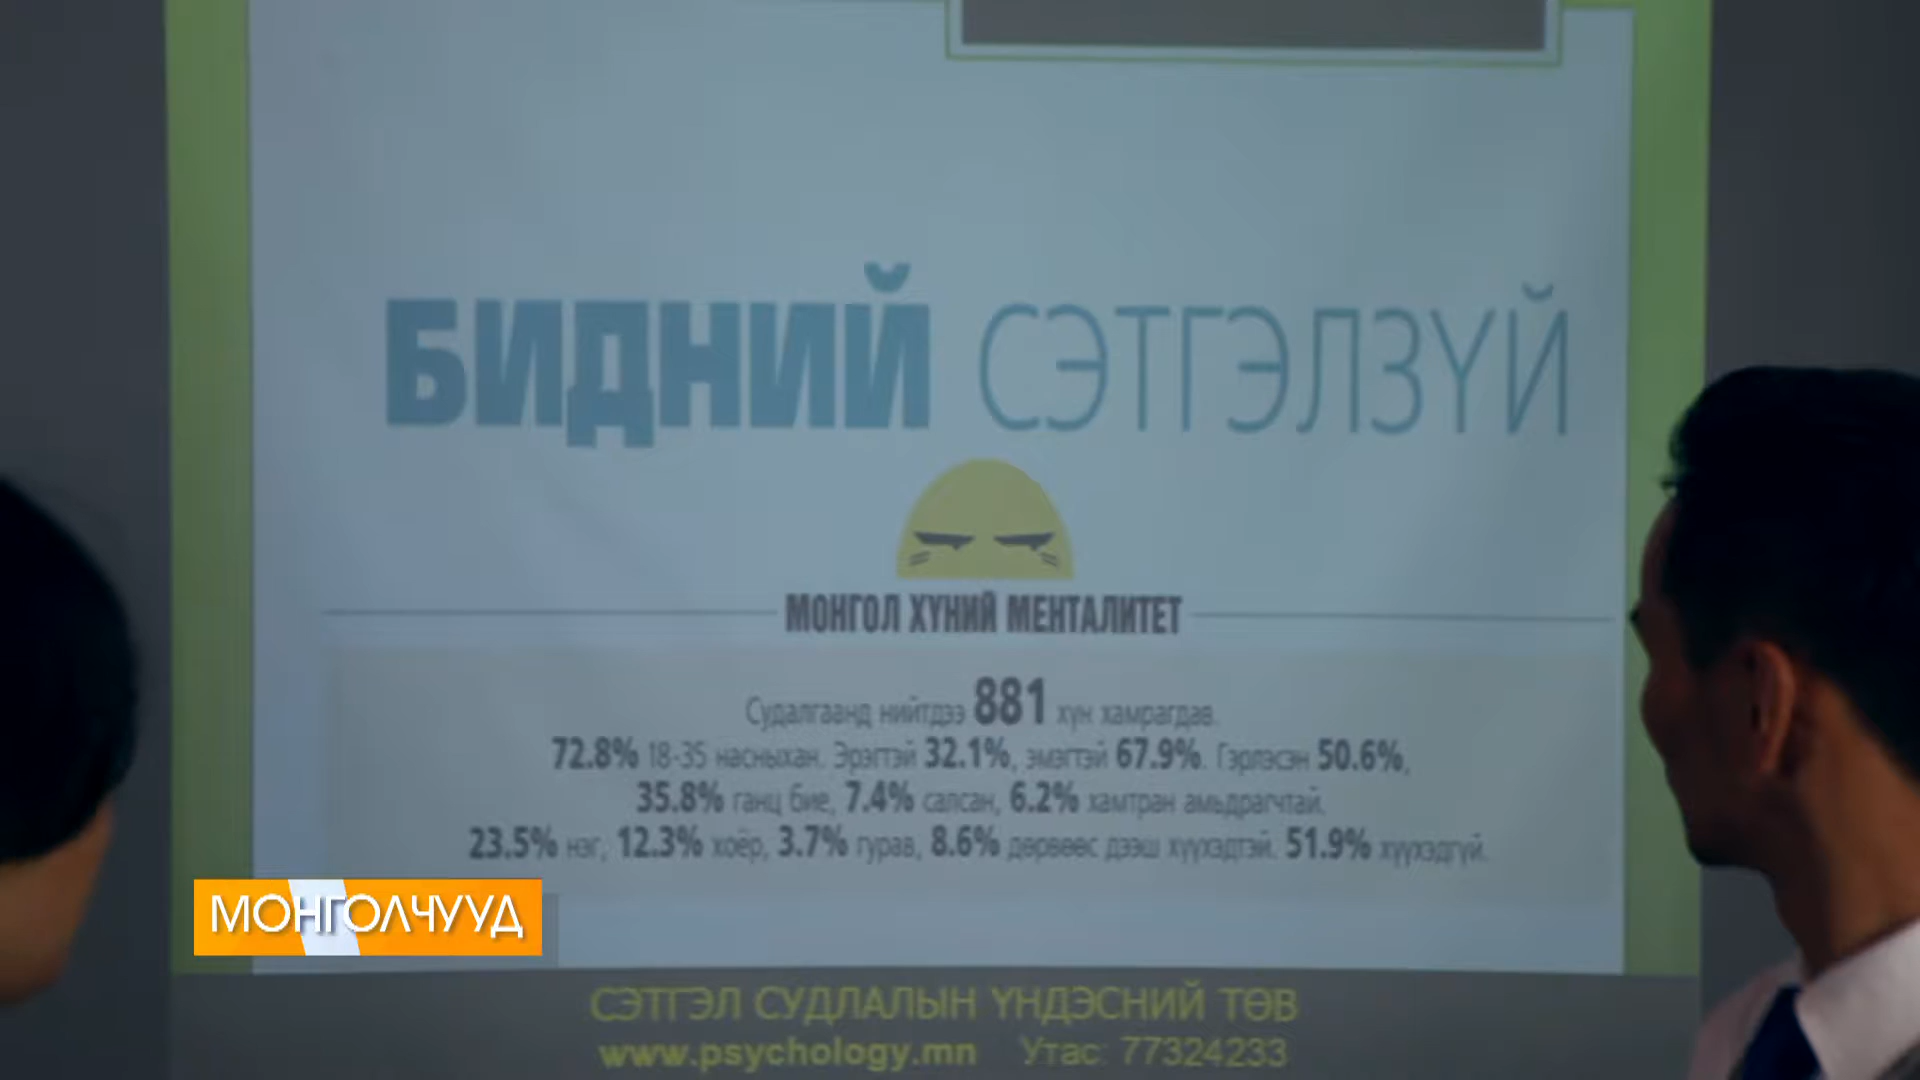 БИДНИЙ СЭТГЭЛЗҮЙ
МОНГОЛ ХҮНИЙ МЕНТАЛИТЕТ
Судалгаанд нийтдээ 881 хүн хамрагдав.
72.8% 18-35 насныхан. Эрэгтэй 32.1%, эмэгтэй 67.9%. Гэрлэсэн 50.6%,
35.8% ганц бие, 7.4% салсан, 6.2% хамтран амьдрагчтай.
23.5% нэг, 12.3% хоёр, 3.7% гурав, 8.6% дөрвөөс дээш хүүхэдтэй. 51.9% хүүхэдгүй.
МОНГОЛЧУУД
СЭТГЭЛ СУДЛАЛЫН ҮНДЭСНИЙ ТӨВ
www.psychology.mn Утас: 77324233